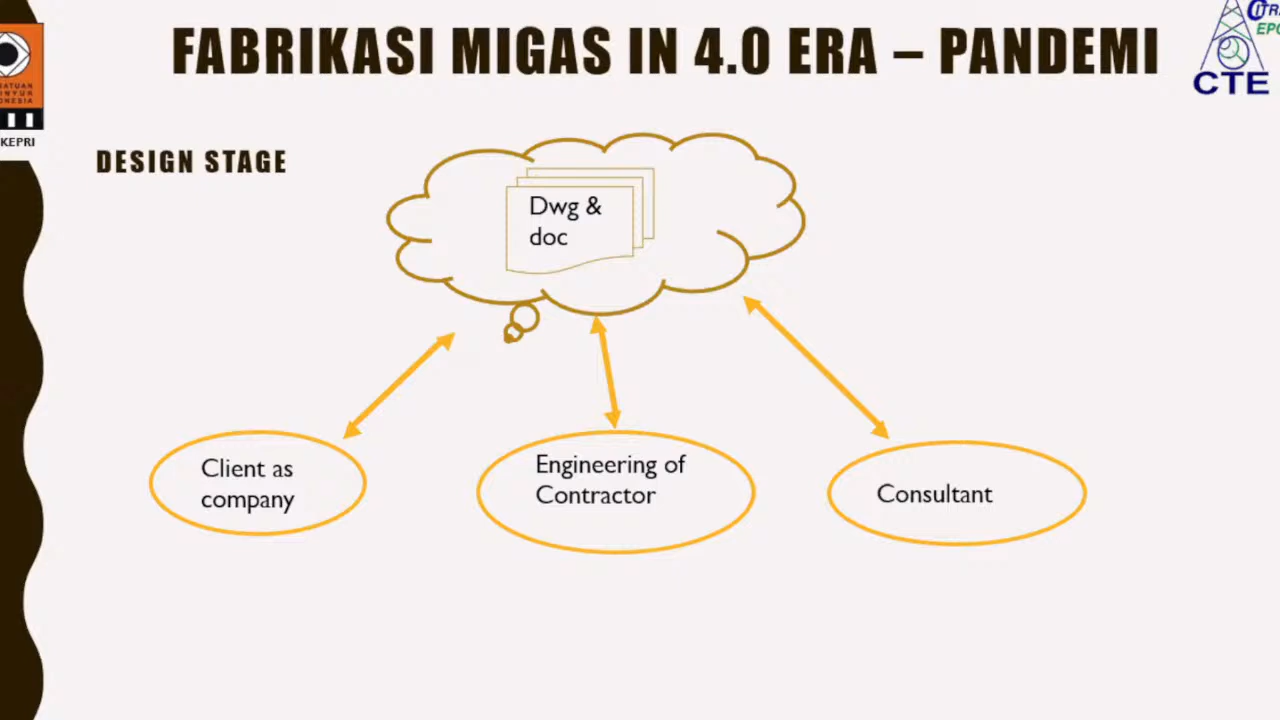 FABRIKASI MIGAS IN 4.0 ERA – PANDEMI
KEPRI
CTE
DESIGN STAGE
Dwg &
doc
Client as
company
Engineering of
Contractor
Consultant